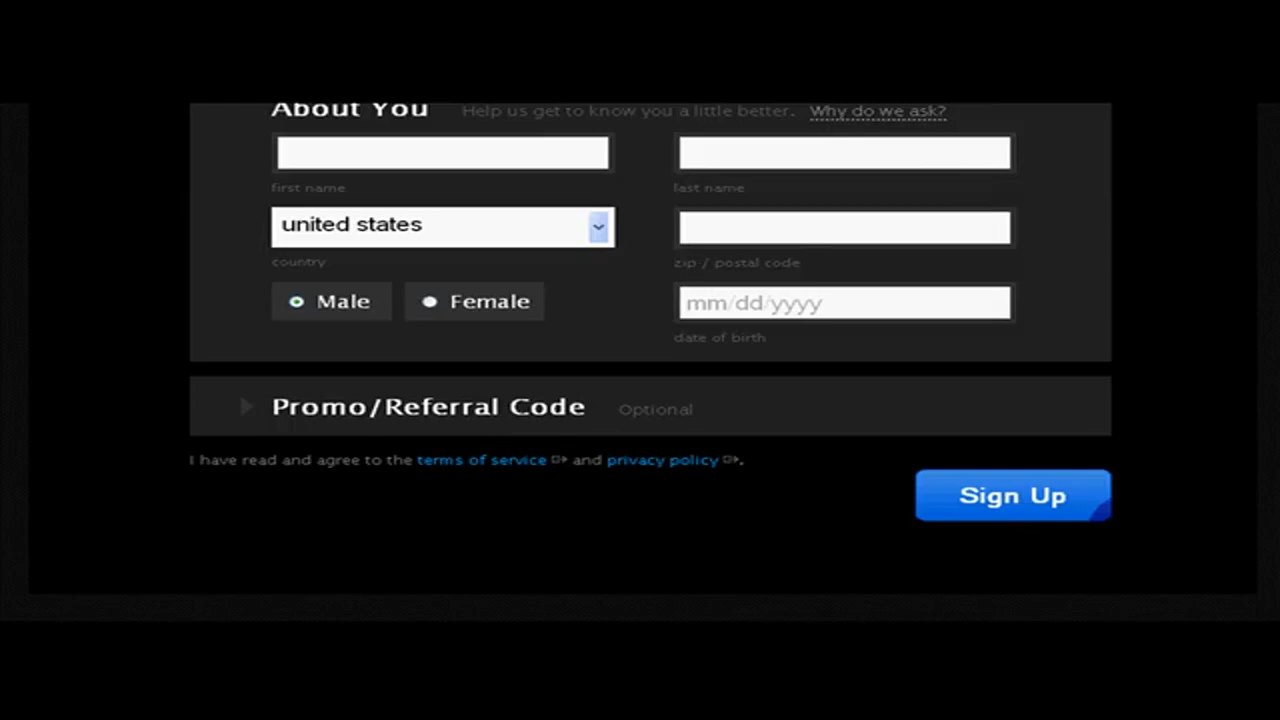 About You Help us get to know you a little better. Why do we ask?
first name last name
united states
country zip / postal code
Male Female mm/dd/yyyy
date of birth
Promo/Referral Code Optional
I have read and agree to the terms of service and privacy policy.
Sign Up